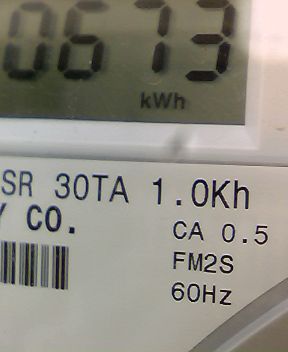 0673
kWh
SR 30TA 1.0Kh
Y CO.
CA 0.5
FM2S
60Hz